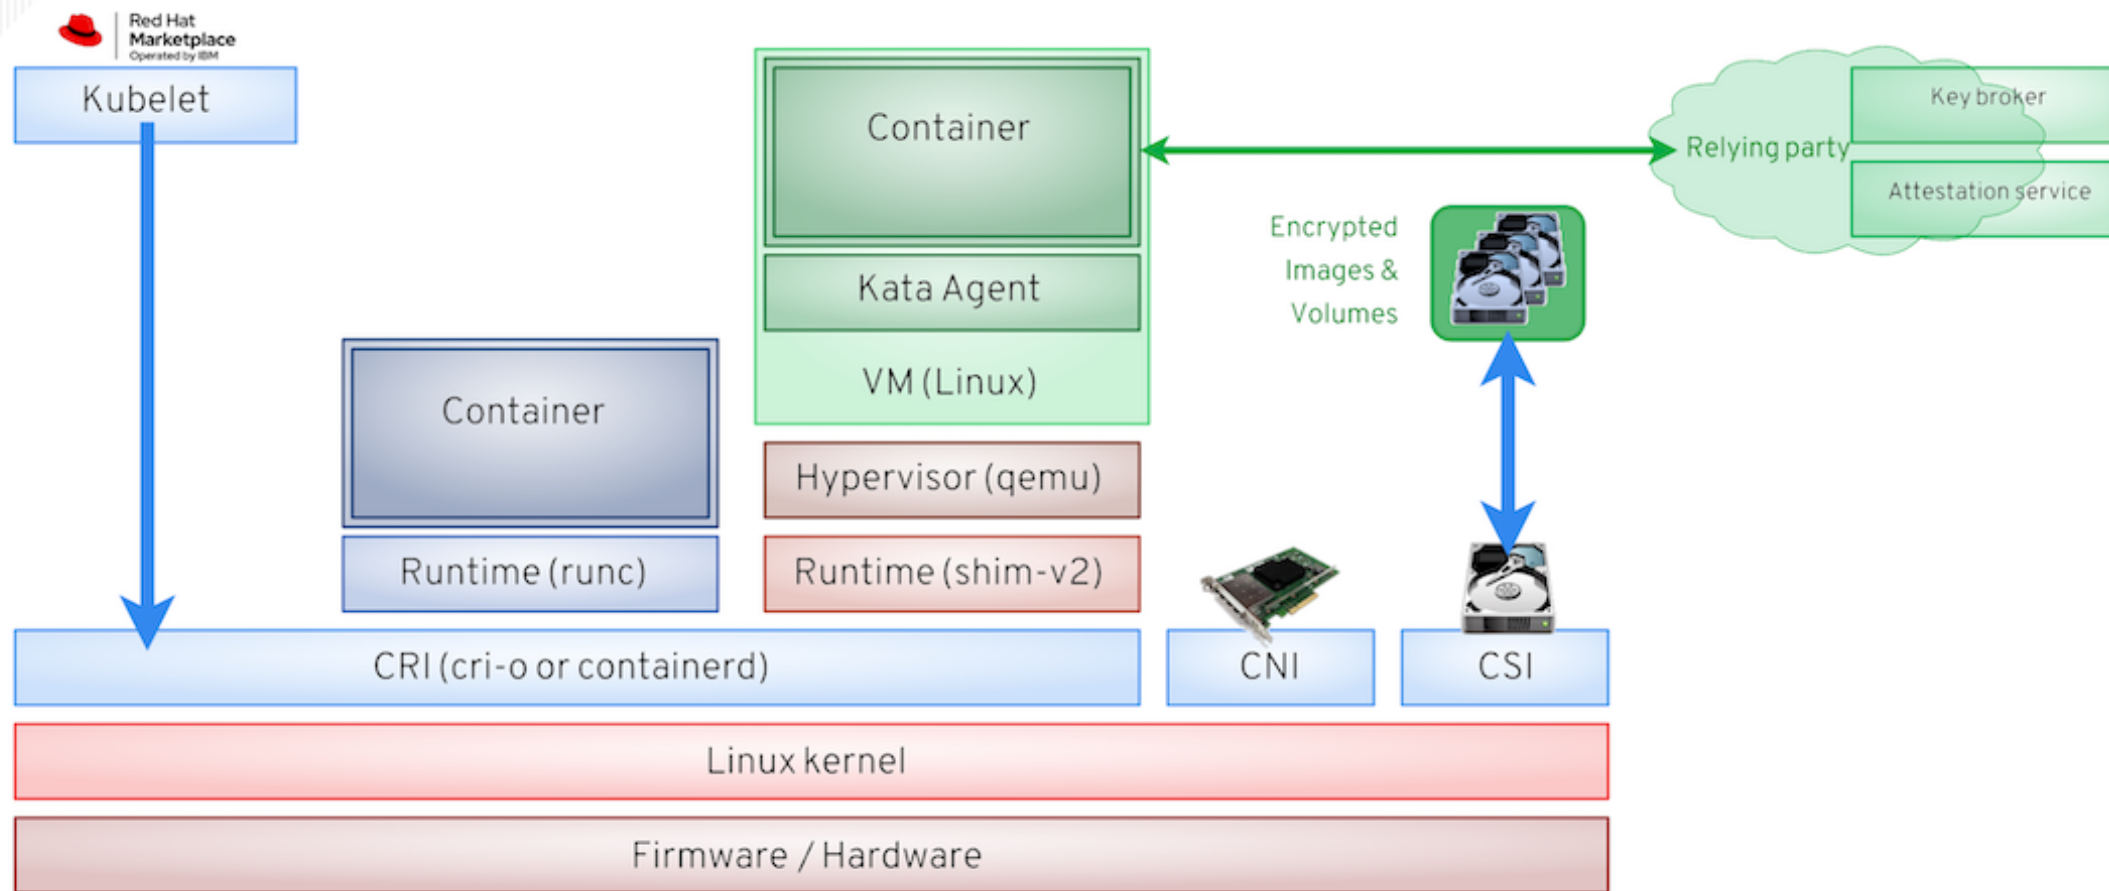 Red Hat
Marketplace
Operated by IBM
Kubelet
Container
Key broker
Relying party
Attestation service
Encrypted
Images &
Volumes
Kata Agent
VM (Linux)
Container
Hypervisor (qemu)
Runtime (runc)
Runtime (shim-v2)
CRI (cri-o or containerd)
CNI
CSI
Linux kernel
Firmware / Hardware